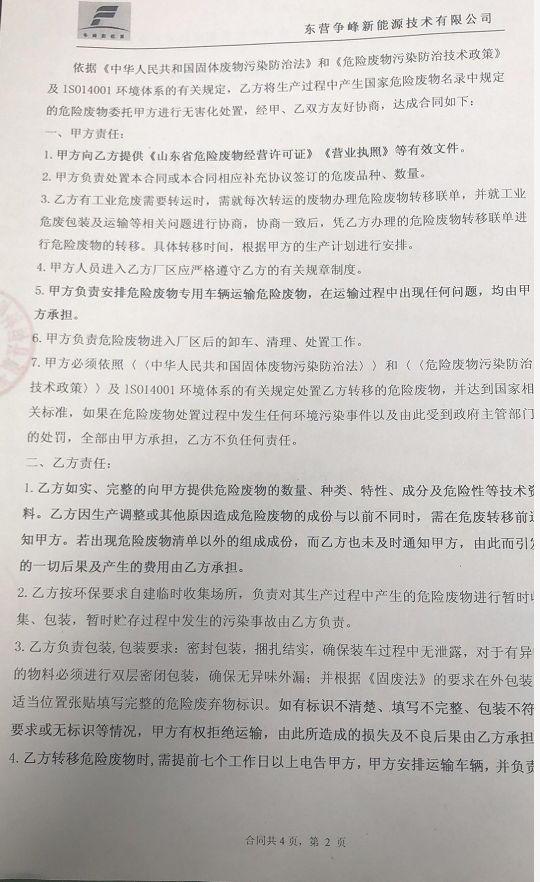 争峰新能源
东营争峰新能源技术有限公司
依据《中华人民共和国固体废物污染防治法》和《危险废物污染防治技术政策》
及 ISO14001 环境体系的有关规定，乙方将生产过程中产生国家危险废物名录中规定
的危险废物委托甲方进行无害化处置，经甲、乙双方友好协商，达成合同如下：
一、甲方责任：
1. 甲方向乙方提供《山东省危险废物经营许可证》《营业执照》等有效文件。
2. 甲方负责处置本合同或本合同相应补充协议签订的危废品种、数量。
3. 乙方有工业危废需要转运时，需就每次转运的废物办理危险废物转移联单，并就工业
危废包装及运输等相关问题进行协商，协商一致后，凭乙方办理的危险废物转移联单进
行危险废物的转移。具体转移时间，根据甲方的生产计划进行安排。
4. 甲方人员进入乙方厂区应严格遵守乙方的有关规章制度。
5. 甲方负责安排危险废物专用车辆运输危险废物，在运输过程中出现任何问题，均由甲
方承担。
6. 甲方负责危险废物进入厂区后的卸车、清理、处置工作。
7. 甲方必须依照〈〈中华人民共和国固体废物污染防治法〉〉和〈〈危险废物污染防治
技术政策〉〉及 ISO14001 环境体系的有关规定处置乙方转移的危险废物，并达到国家相
关标准，如果在危险废物处置过程中发生任何环境污染事件以及由此受到政府主管部门
的处罚，全部由甲方承担，乙方不负任何责任。
二、乙方责任：
1. 乙方如实、完整的向甲方提供危险废物的数量、种类、特性、成分及危险性等技术资
料。乙方因生产调整或其他原因造成危险废物的成份与以前不同时，需在危废转移前
知甲方。若出现危险废物清单以外的组成成份，而乙方也未及时通知甲方，由此而引
的一切后果及产生的费用由乙方承担。
2. 乙方按环保要求自建临时收集场所，负责对其生产过程中产生的危险废物进行暂时
集、包装，暂时贮存过程中发生的污染事故由乙方负责。
3. 乙方负责包装,包装要求：密封包装，捆扎结实，确保装车过程中无泄露，对于有异
的物料必须进行双层密闭包装，确保无异味外漏；并根据《固废法》的要求在外包装
适当位置张贴填写完整的危险废弃物标识。如有标识不清楚、填写不完整、包装不符
要求或无标识等情况，甲方有权拒绝运输，由此所造成的损失及不良后果由乙方承担
4. 乙方转移危险废物时,需提前七个工作日以上电告甲方，甲方安排运输车辆，并负责
合同共 4 页，第 2 页